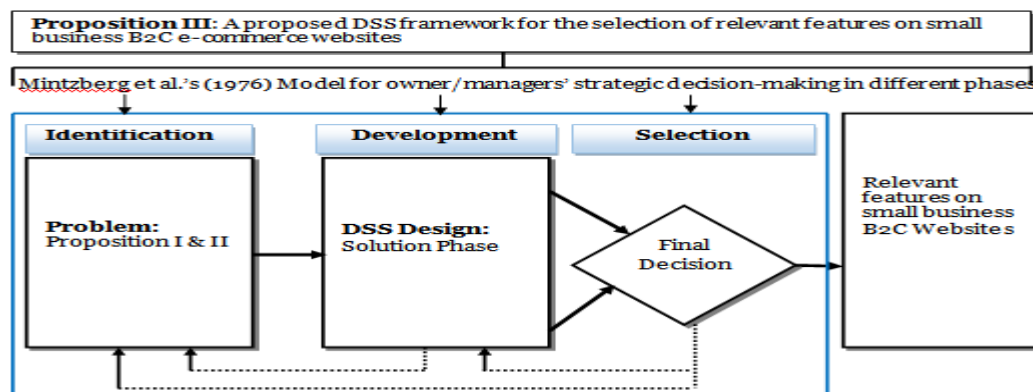 Proposition III: A proposed DSS framework for the selection of relevant features on small
business B2C e-commerce websites
Mintzberg et al.'s (1976) Model for owner/managers' strategic decision-making in different phases
Identification
Development
Selection
Problem:
Proposition I & II
DSS Design:
Solution Phase
Final
Decision
Relevant
features on
small business
B2C Websites